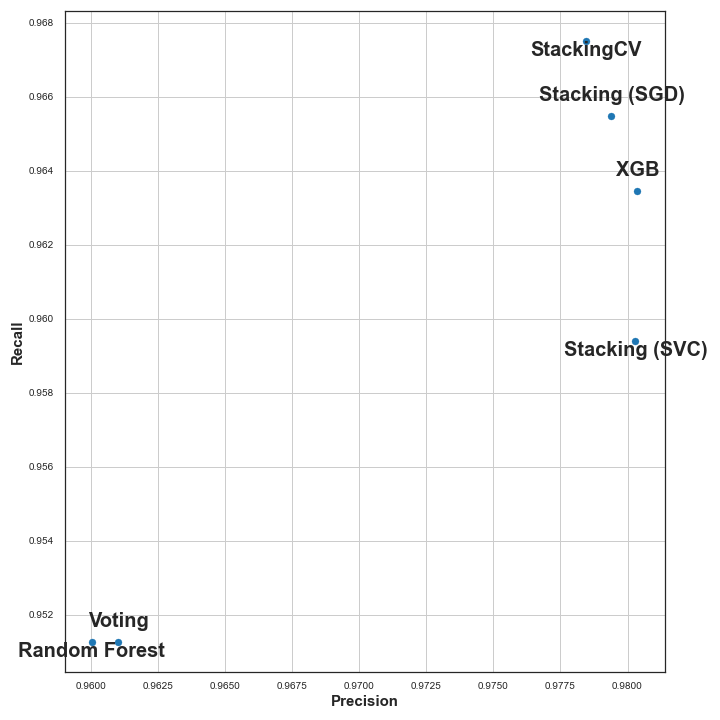 0.968
StackingCV
0.966
Stacking (SGD)
0.964
XGB
0.962
0.960
Stacking (SVC)
0.958
0.956
0.954
0.952
Voting
Random Forest
Recall
0.9600 0.9625 0.9650 0.9675 0.9700 0.9725 0.9750 0.9775 0.9800
Precision